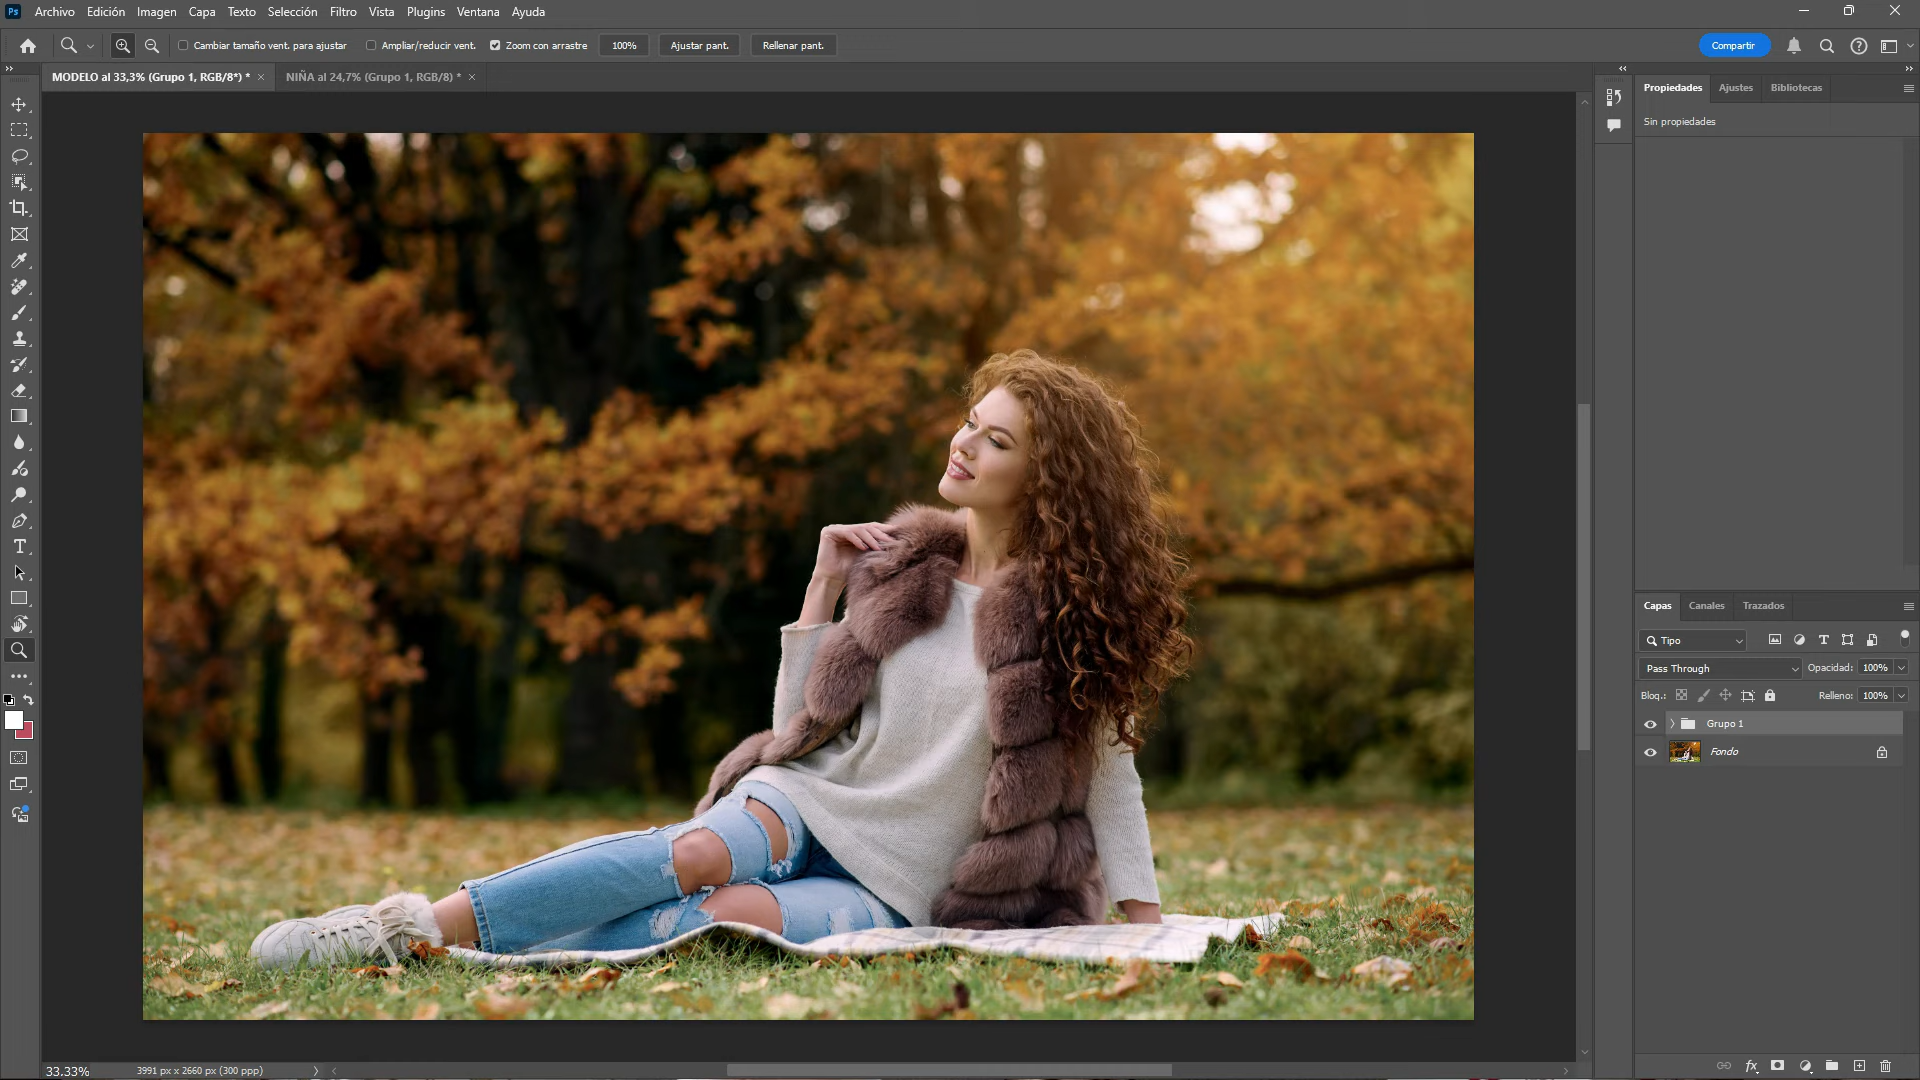 Ps Archivo Edición Imagen Capa Texto Selección Filtro Vista Plugins Ventana Ayuda
Cambiar tamaño vent. para ajustar Ampliar/reducir vent. Zoom con arrastre 100% Ajustar pant. Rellenar pant. Compartir
MODELO al 33,3% (Grupo 1, RGB/8*) * NIÑA al 24,7% (Grupo 1, RGB/8) *
Propiedades Ajustes Bibliotecas
Sin propiedades
Capas Canales Trazados
Tipo
Pass Through Opacidad: 100%
Bloq.: Relleno: 100%
Grupo 1
Fondo
33.33% 3991 px x 2660 px (300 ppp)